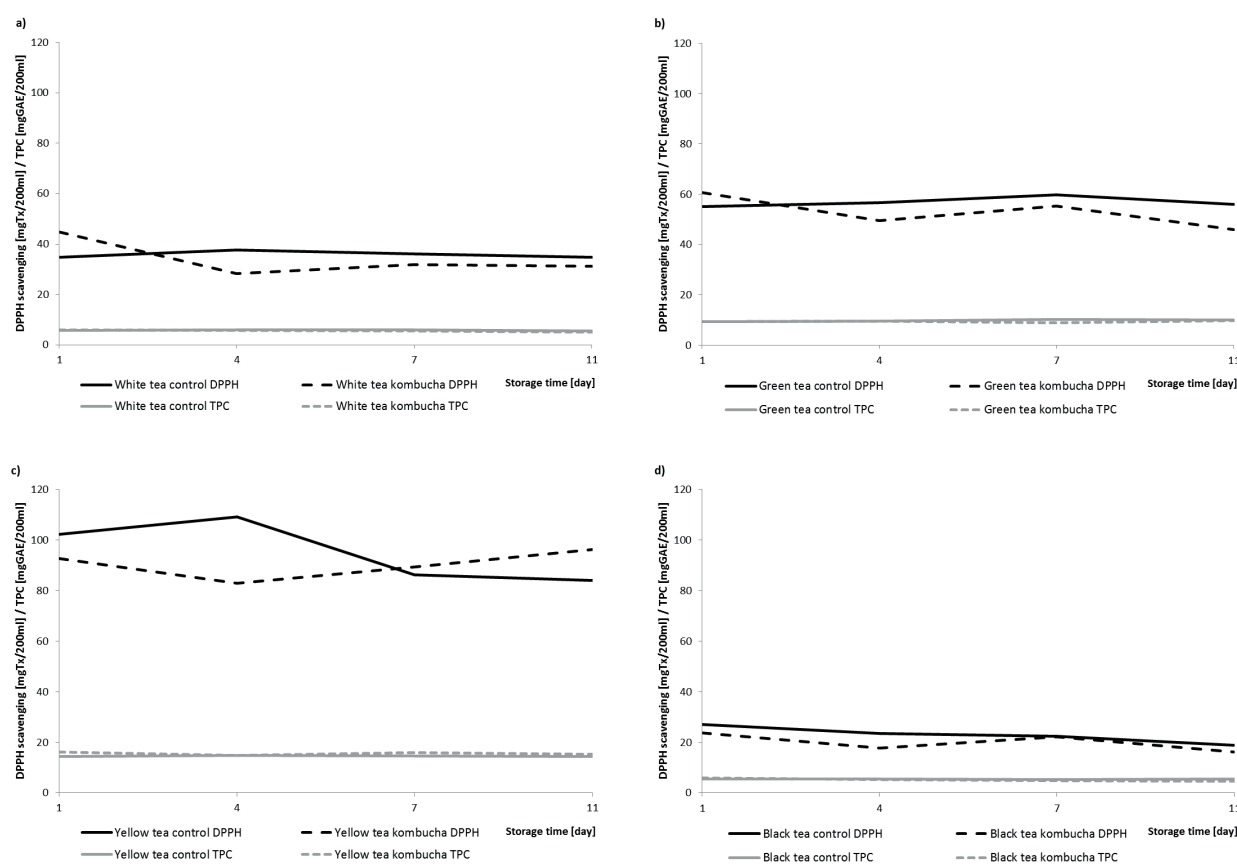 a)
DPPH scavenging [mgTx/200ml] / TPC [mgGAE/200ml]
120
100
80
60
40
20
0
1 4 7 11
Storage time [day]
White tea control DPPH White tea kombucha DPPH
White tea control TPC White tea kombucha TPC
b)
DPPH scavenging [mgTx/200ml] / TPC [mgGAE/200ml]
120
100
80
60
40
20
0
1 4 7 11
Storage time [day]
Green tea control DPPH Green tea kombucha DPPH
Green tea control TPC Green tea kombucha TPC
c)
DPPH scavenging [mgTx/200ml] / TPC [mgGAE/200ml]
120
100
80
60
40
20
0
1 4 7 11
Storage time [day]
Yellow tea control DPPH Yellow tea kombucha DPPH
Yellow tea control TPC Yellow tea kombucha TPC
d)
DPPH scavenging [mgTx/200ml] / TPC [mgGAE/200ml]
120
100
80
60
40
20
0
1 4 7 11
Storage time [day]
Black tea control DPPH Black tea kombucha DPPH
Black tea control TPC Black tea kombucha TPC